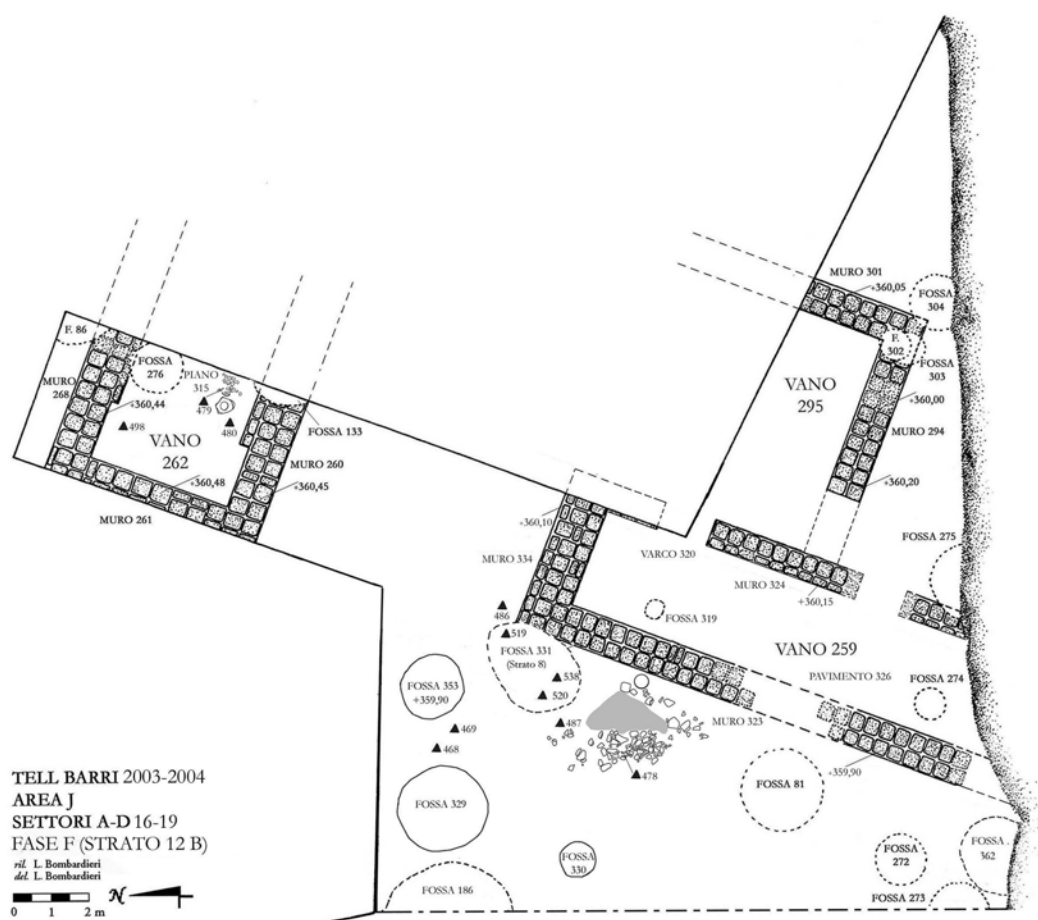 MURO 301
+360,05
FOSSA
304
F.
302
FOSSA
303
+360,00
VANO
295
MURO 294
+360,20
F. 86
FOSSA
276
PIANO
315
479
MURO
268
+360,44
498
480
VANO
262
FOSSA 133
MURO 260
+360,48
+360,45
MURO 261
+360,10
VARCO 320
FOSSA 275
MURO 334
MURO 324
+360,15
486
FOSSA 319
519
FOSSA 331
(Strato 8)
VANO 259
538
520
PAVIMENTO 326
FOSSA 274
FOSSA 353
+359,90
469
468
487
MURO 323
478
+359,90
FOSSA 81
FOSSA 329
FOSSA
330
FOSSA
272
FOSSA
362
FOSSA 186
FOSSA 273
TELL BARRI 2003-2004
AREA J
SETTORI A-D 16-19
FASE F (STRATO 12 B)
ril. L. Bombardieri
del. L. Bombardieri
N
0 1 2 m